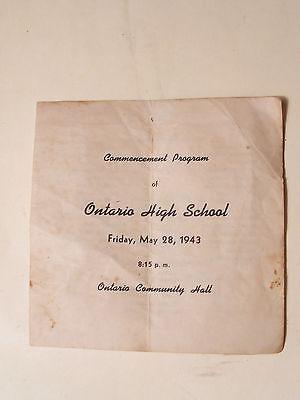 Commencement Program
of
Ontario High School
Friday, May 28, 1943
8:15 p. m.
Ontario Community Hall